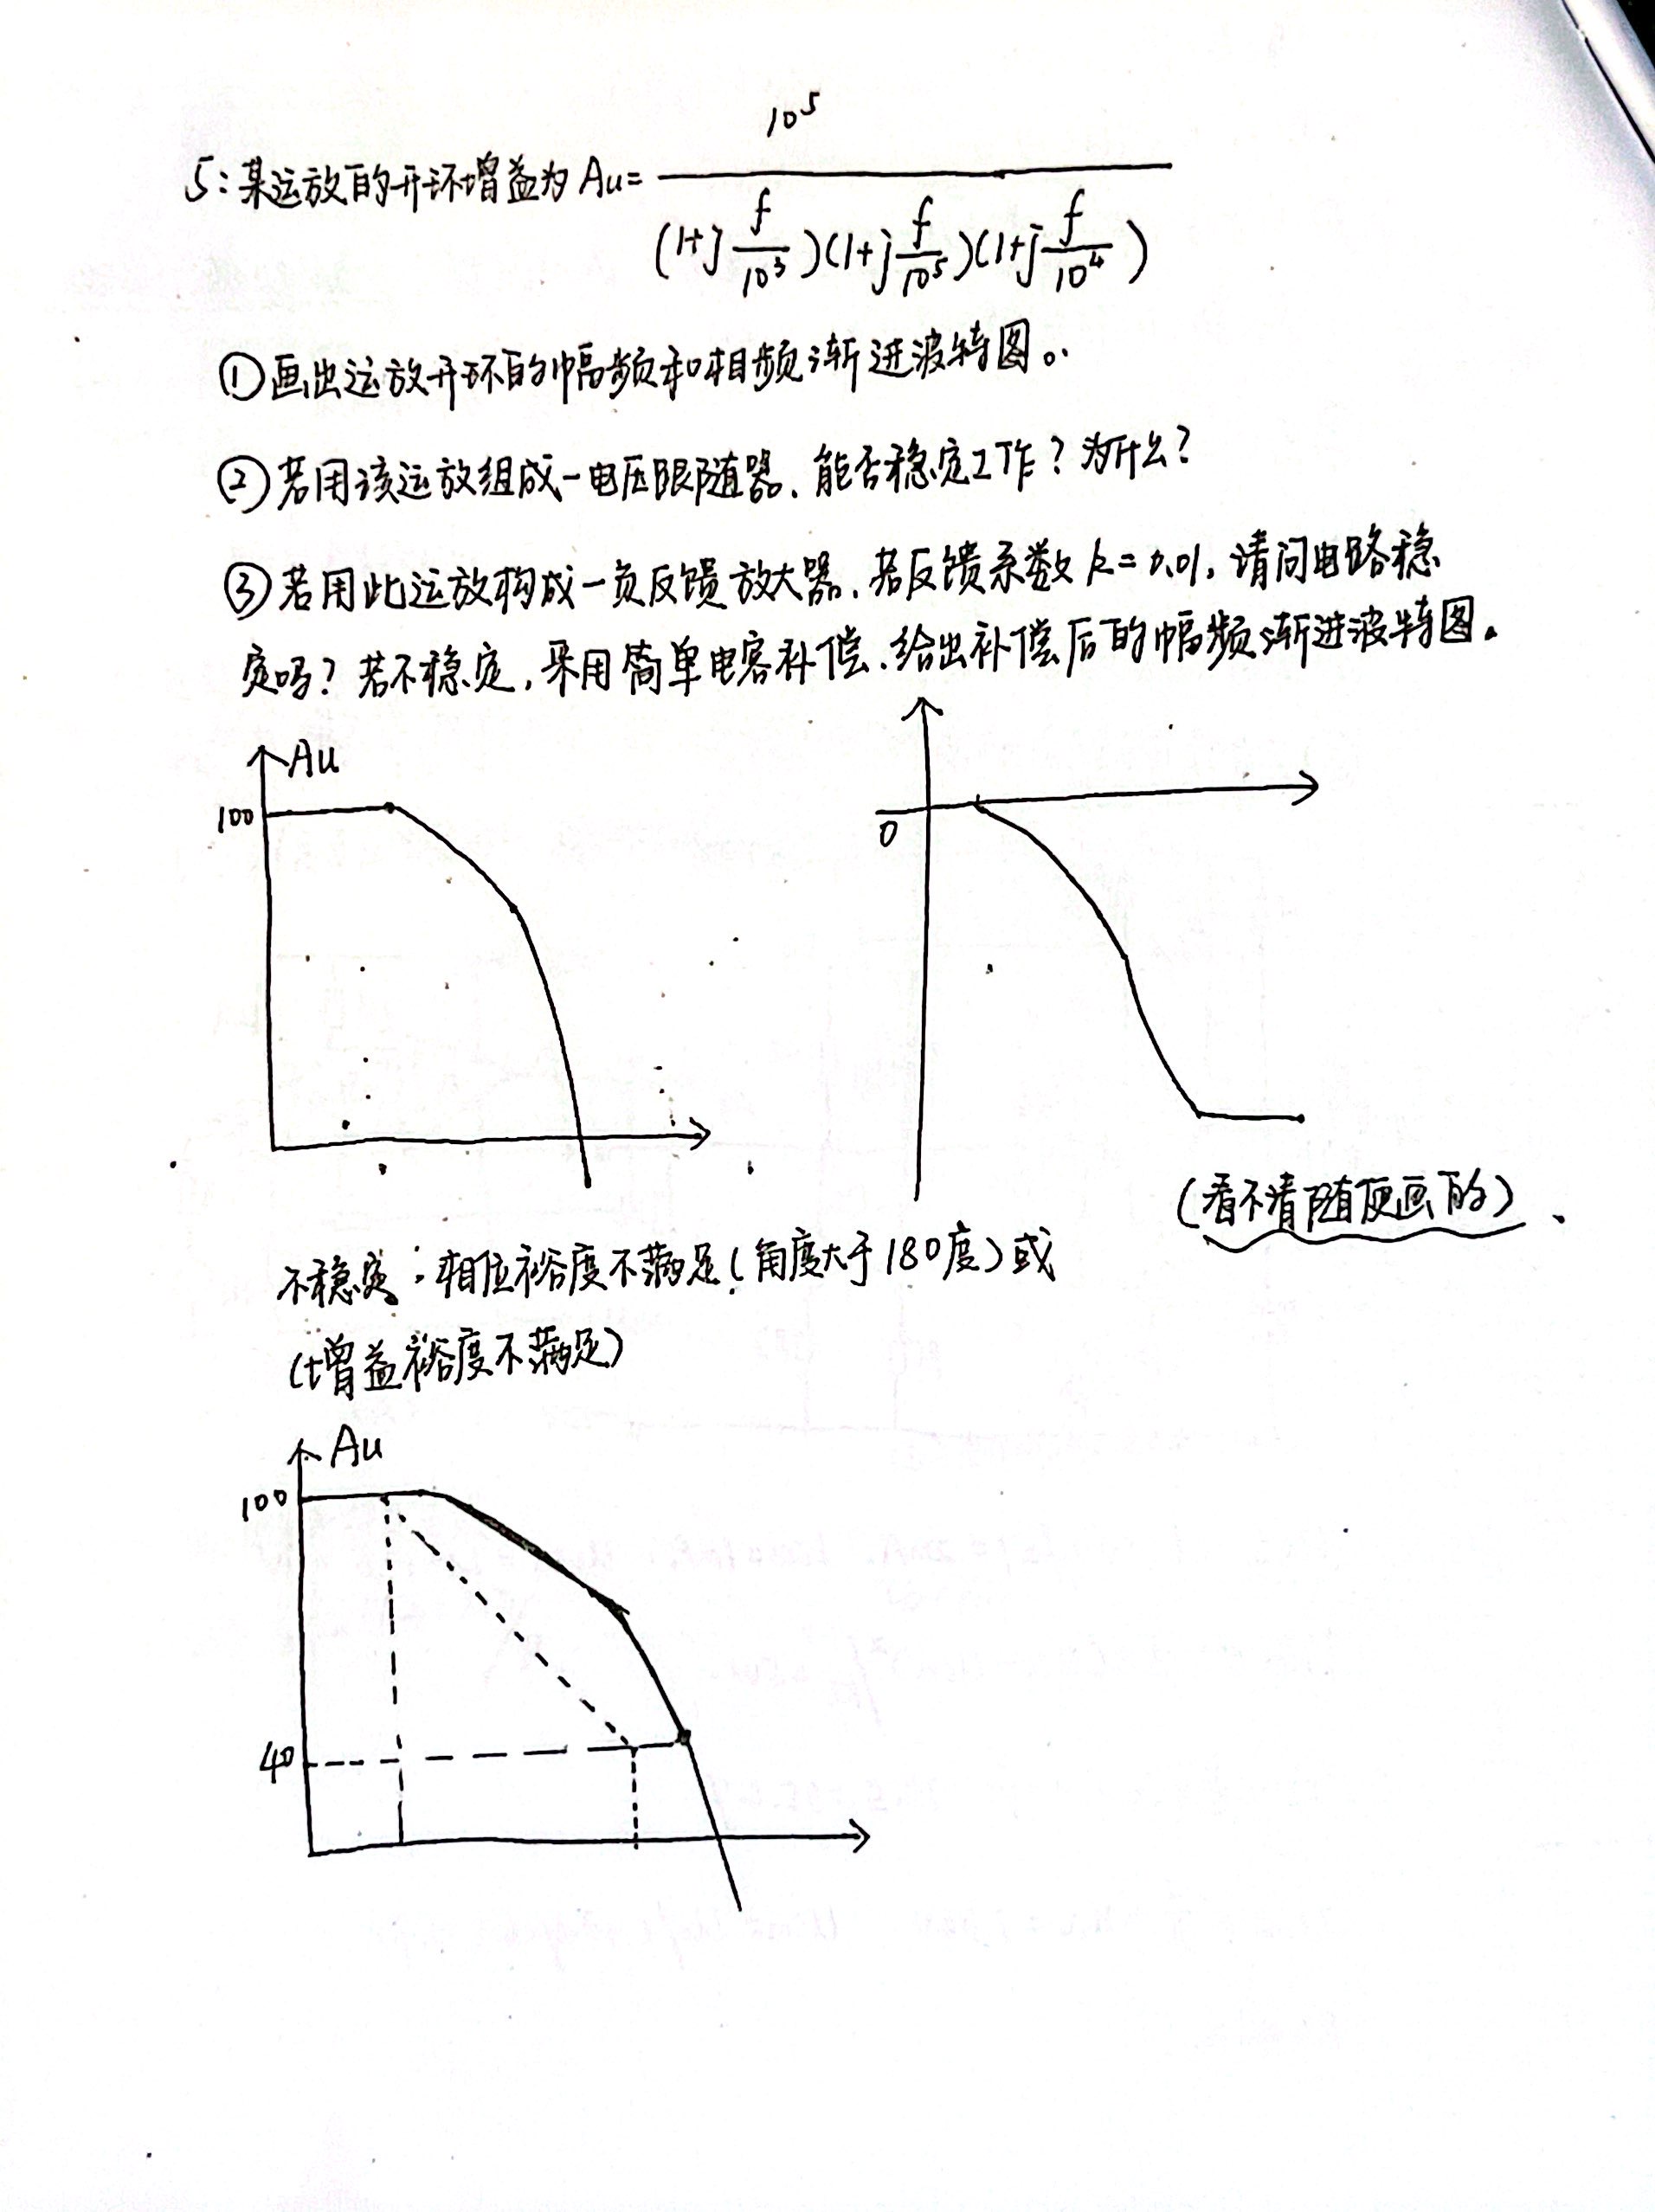 5:某运放的开环增益为 Au= 10^5 / (1+j f/10^3)(1+j f/10^5)(1+j f/10^4)
①画出运放开环的幅频和相频渐进波特图。
②若用该运放组成一电压跟随器、能否稳定工作?为什么?
③若用此运放构成一负反馈放大器、若反馈系数 k=0.01,请问电路稳
定吗?若不稳定,采用简单电容补偿、给出补偿后的幅频渐进波特图。
Au
100
0
(看不清随便画的)、
不稳定:相位裕度不满足(角度大于180度)或
(增益裕度不满足)
Au
100
40